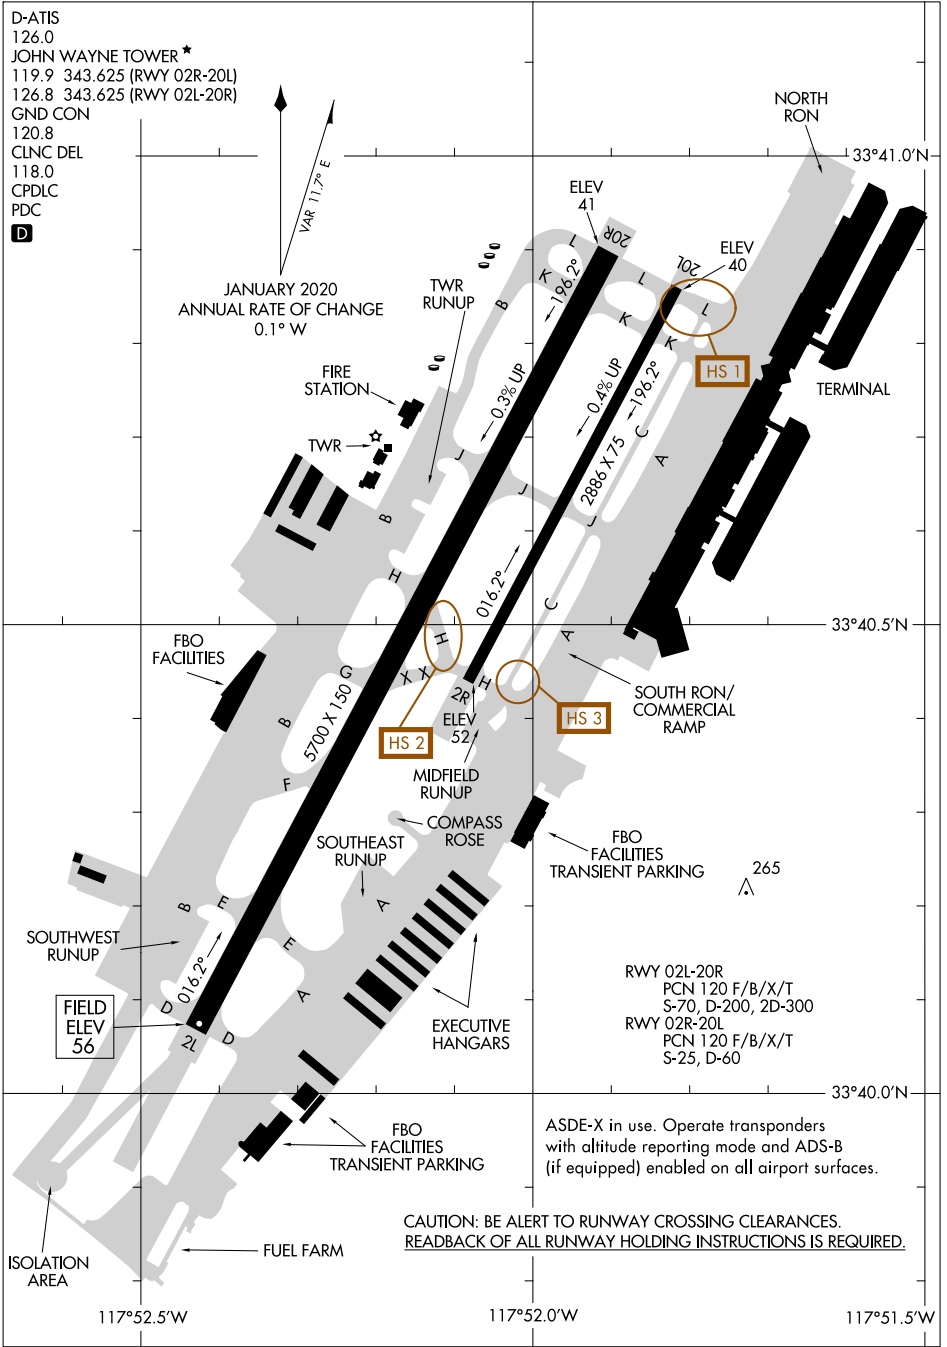 D-ATIS
126.0
JOHN WAYNE TOWER ★
119.9 343.625 (RWY 02R-20L)
126.8 343.625 (RWY 02L-20R)
GND CON
120.8
CLNC DEL
118.0
CPDLC
PDC
D
VAR 11.7° E
JANUARY 2020
ANNUAL RATE OF CHANGE
0.1° W
NORTH
RON
33°41.0'N
ELEV
41
20R
L
K
196.2°
B
ELEV
40
20L
L
L
K
K
HS 1
TWR
RUNUP
FIRE
STATION
TWR
0.3% UP
0.4% UP
196.2°
2886 X 75
TERMINAL
J
J
J
C
A
B
H
016.2°
C
A
33°40.5'N
FBO
FACILITIES
H
G
X
X
H
2R
ELEV
52
HS 2
HS 3
SOUTH RON/
COMMERCIAL
RAMP
B
5700 X 150
F
MIDFIELD
RUNUP
COMPASS
ROSE
SOUTHEAST
RUNUP
FBO
FACILITIES
TRANSIENT PARKING
265
B
E
E
A
A
SOUTHWEST
RUNUP
016.2°
D
D
2L
FIELD
ELEV
56
EXECUTIVE
HANGARS
RWY 02L-20R
PCN 120 F/B/X/T
S-70, D-200, 2D-300
RWY 02R-20L
PCN 120 F/B/X/T
S-25, D-60
33°40.0'N
FBO
FACILITIES
TRANSIENT PARKING
ASDE-X in use. Operate transponders
with altitude reporting mode and ADS-B
(if equipped) enabled on all airport surfaces.
CAUTION: BE ALERT TO RUNWAY CROSSING CLEARANCES.
READBACK OF ALL RUNWAY HOLDING INSTRUCTIONS IS REQUIRED.
FUEL FARM
ISOLATION
AREA
117°52.5'W
117°52.0'W
117°51.5'W